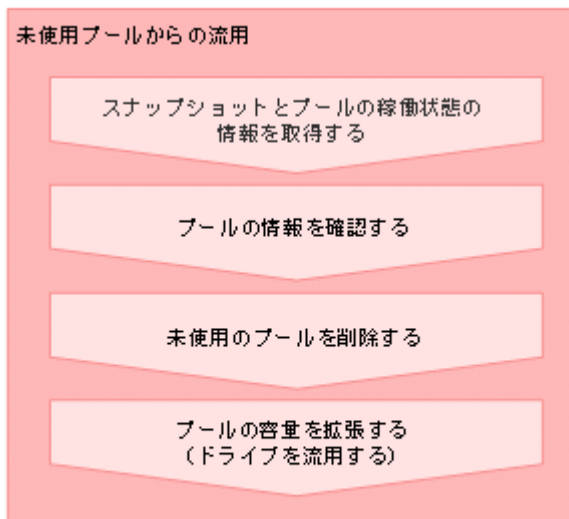 未使用プールからの流用
スナップショットとプールの稼働状態の
情報を取得する
プールの情報を確認する
未使用のプールを削除する
プールの容量を拡張する
(ドライブを流用する)